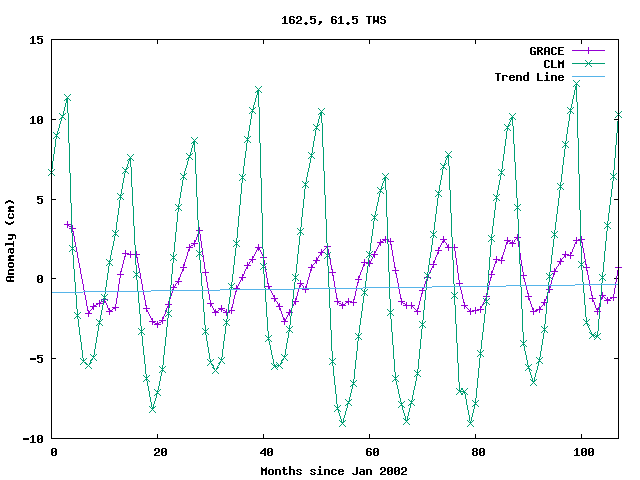 162.5, 61.5 TWS
GRACE
CLM
Trend Line
15
10
5
0
-5
-10
Anomaly (cm)
0 20 40 60 80 100
Months since Jan 2002